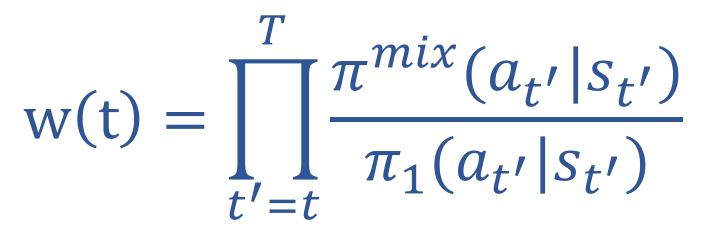 w(t) = ∏_{t′=t}^{T} π^{mix}(a_{t′}|s_{t′}) / π_1(a_{t′}|s_{t′})